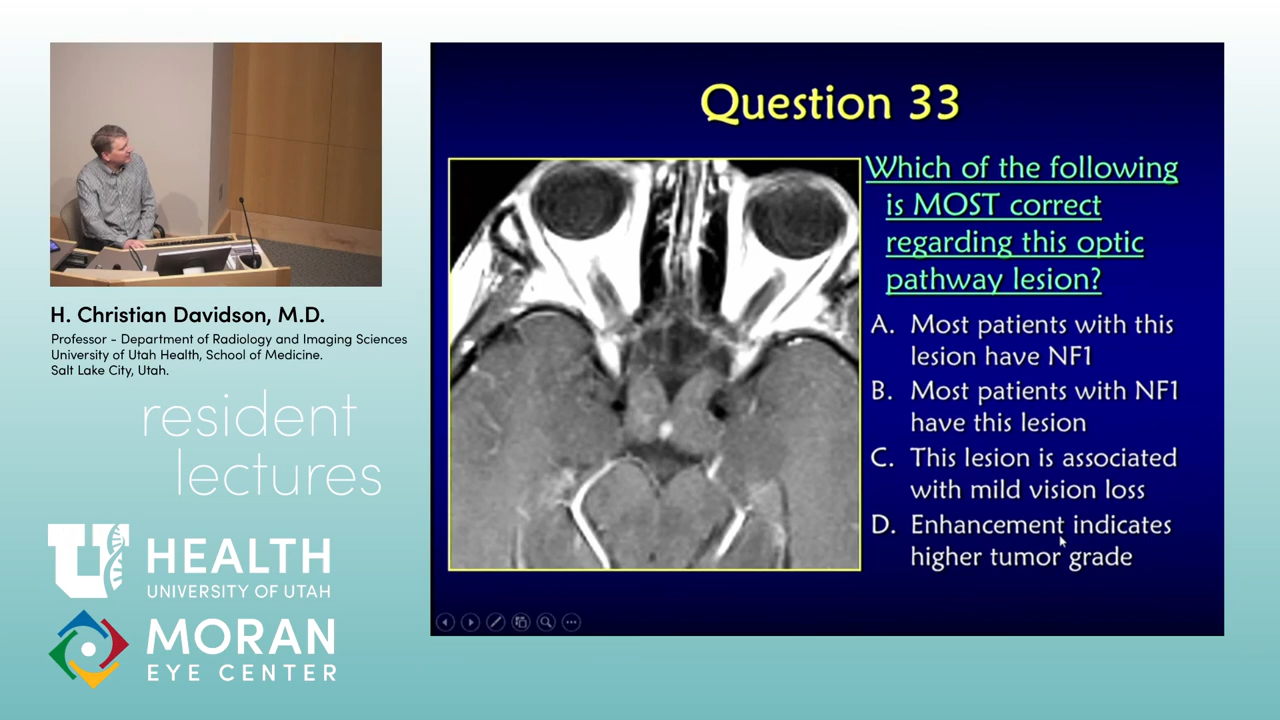 H. Christian Davidson, M.D.
Professor - Department of Radiology and Imaging Sciences
University of Utah Health, School of Medicine.
Salt Lake City, Utah.
resident
lectures
U HEALTH
UNIVERSITY OF UTAH
MORAN
EYE CENTER
Question 33
Which of the following
is MOST correct
regarding this optic
pathway lesion?
A. Most patients with this
lesion have NF1
B. Most patients with NF1
have this lesion
C. This lesion is associated
with mild vision loss
D. Enhancement indicates
higher tumor grade